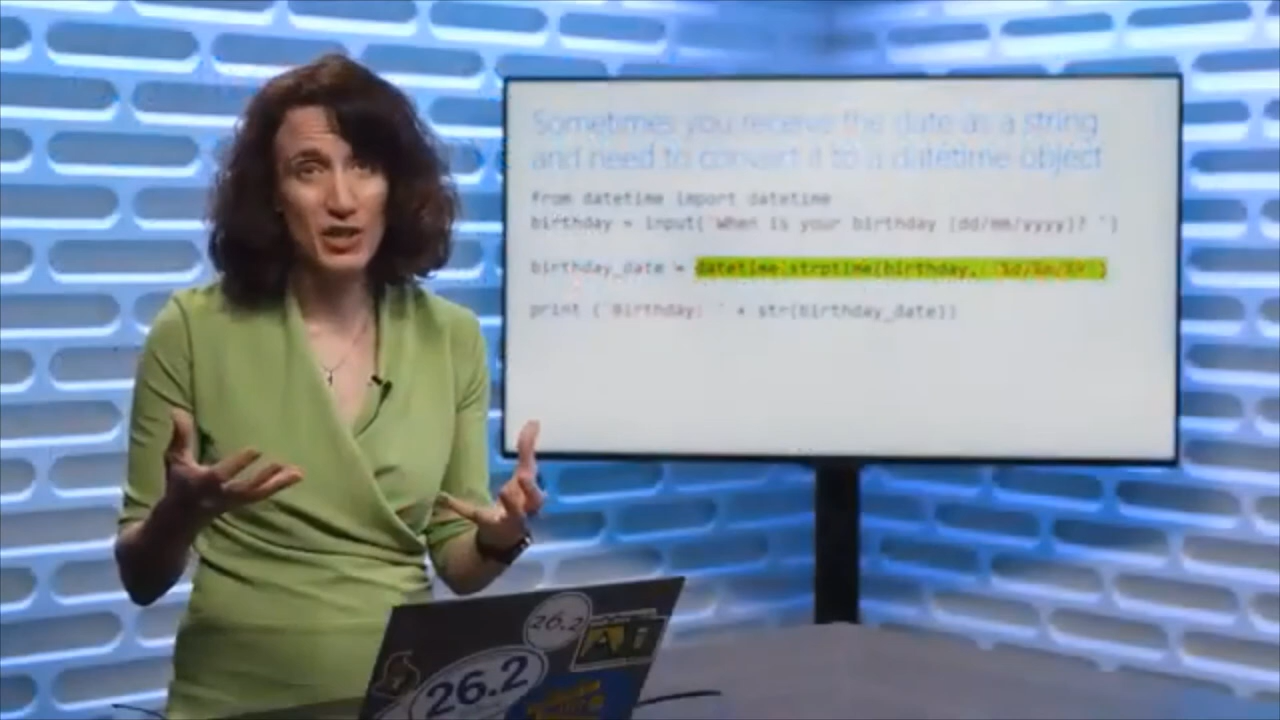 Sometimes you receive the date as a string
and need to convert it to a datetime object
from datetime import datetime
birthday = input('When is your birthday (dd/mm/yyyy)? ')
birthday_date = datetime.strptime(birthday, '%d/%m/%Y')
print ('Birthday: ' + str(birthday_date))
26.2
26.2